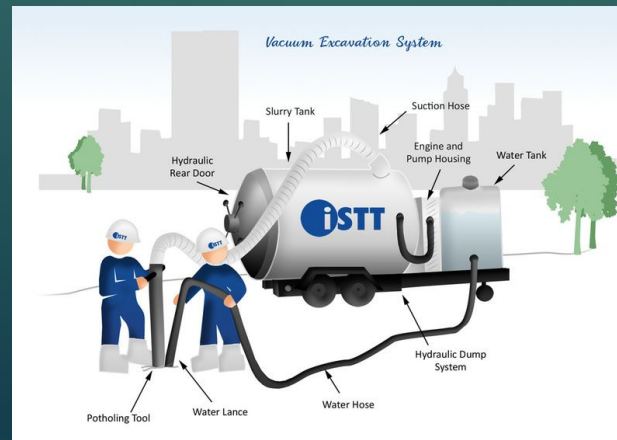 Vacuum Excavation System
Slurry Tank
Suction Hose
Hydraulic
Rear Door
Engine and
Pump Housing
Water Tank
iSTT
iSTT
Hydraulic Dump
System
Potholing Tool
Water Lance
Water Hose